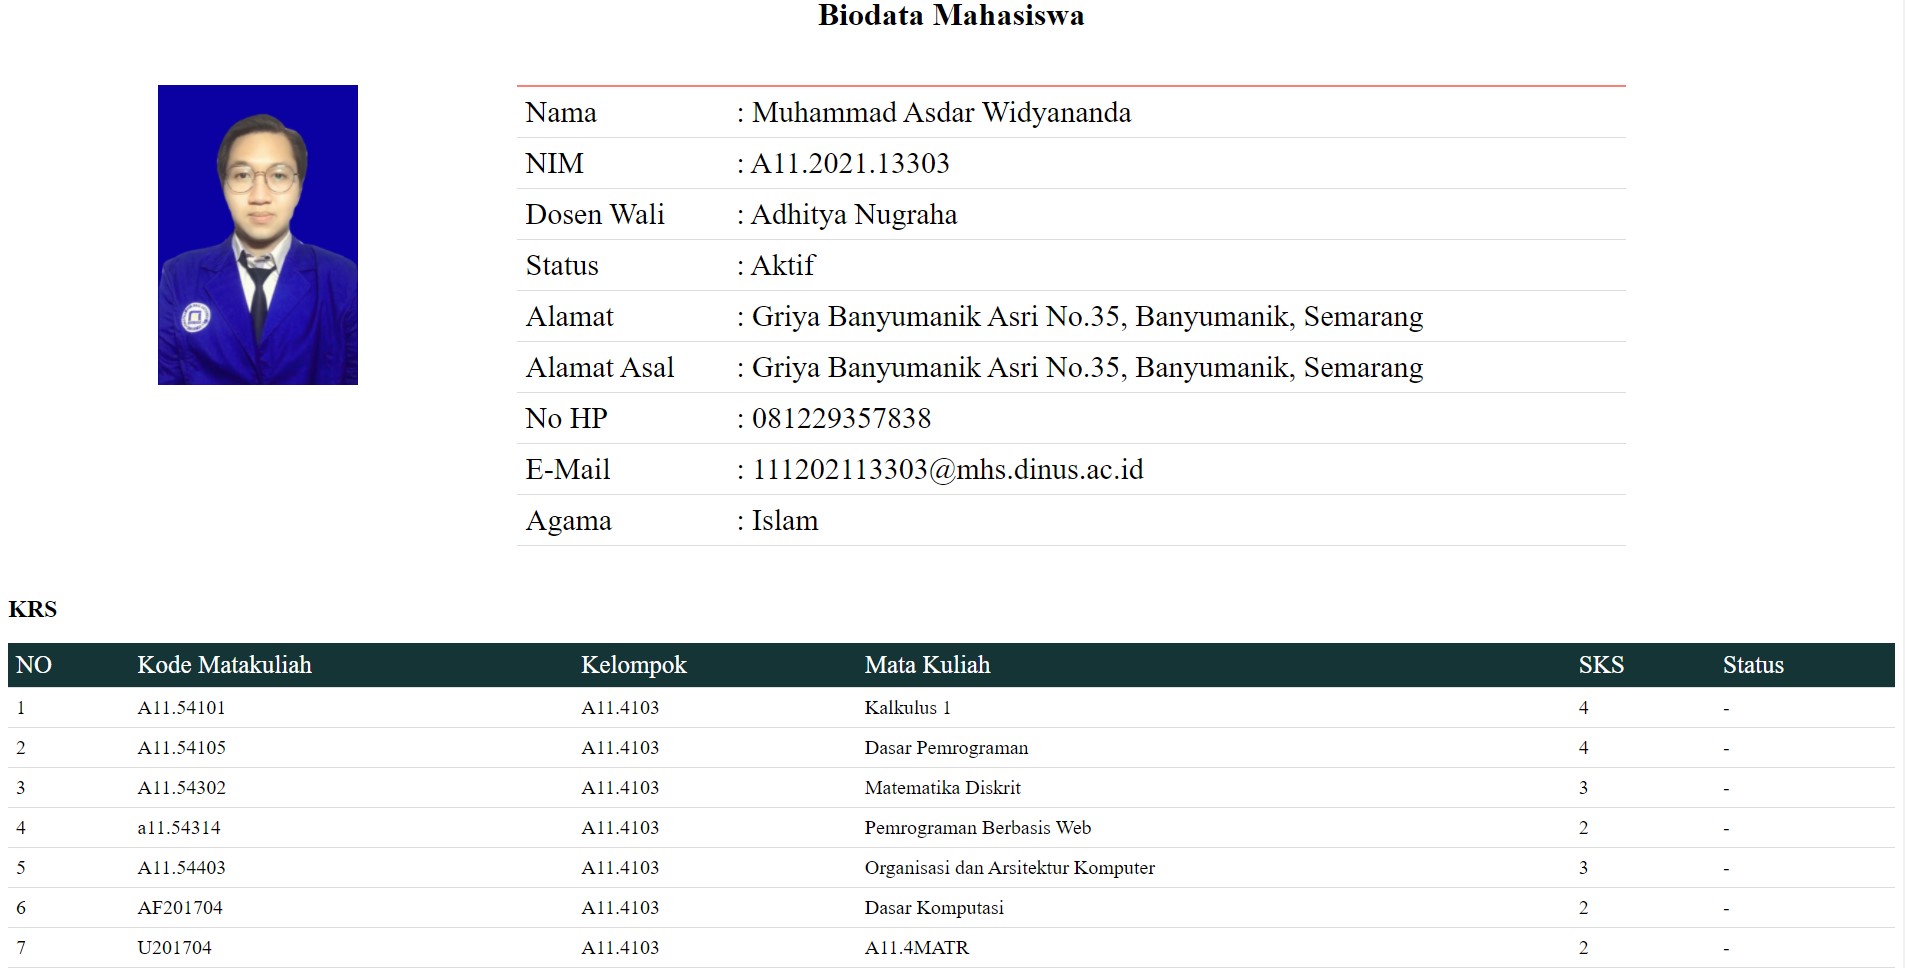 Biodata Mahasiswa
Nama : Muhammad Asdar Widyananda
NIM : A11.2021.13303
Dosen Wali : Adhitya Nugraha
Status : Aktif
Alamat : Griya Banyumanik Asri No.35, Banyumanik, Semarang
Alamat Asal : Griya Banyumanik Asri No.35, Banyumanik, Semarang
No HP : 081229357838
E-Mail : 111202113303@mhs.dinus.ac.id
Agama : Islam
KRS
NO Kode Matakuliah Kelompok Mata Kuliah SKS Status
1 A11.54101 A11.4103 Kalkulus 1 4 -
2 A11.54105 A11.4103 Dasar Pemrograman 4 -
3 A11.54302 A11.4103 Matematika Diskrit 3 -
4 a11.54314 A11.4103 Pemrograman Berbasis Web 2 -
5 A11.54403 A11.4103 Organisasi dan Arsitektur Komputer 3 -
6 AF201704 A11.4103 Dasar Komputasi 2 -
7 U201704 A11.4103 A11.4MATR 2 -